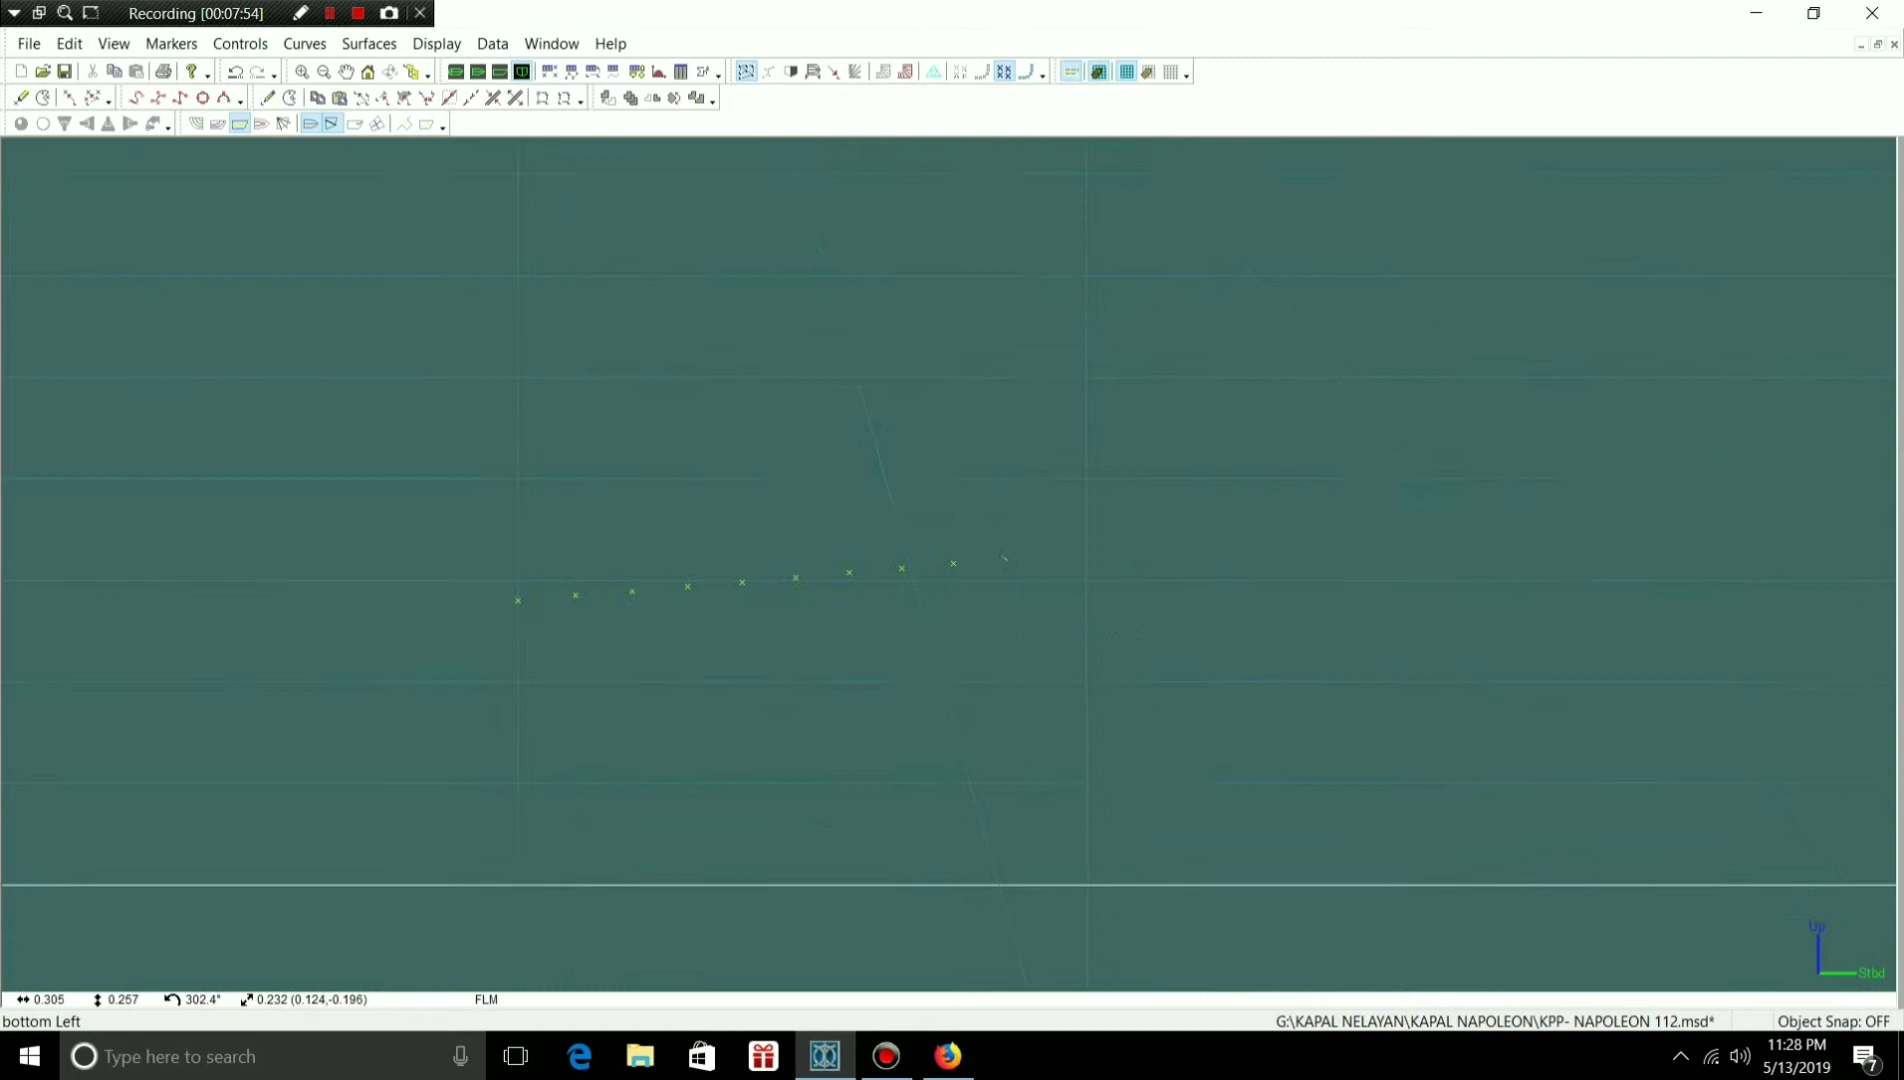 Recording [00:07:54]
File Edit View Markers Controls Curves Surfaces Display Data Window Help
Up
Stbd
0.305 0.257 302.4° 0.232 (0.124,-0.196) FLM
bottom Left G:\KAPAL NELAYAN\KAPAL NAPOLEON\KPP- NAPOLEON 112.msd* Object Snap: OFF
Type here to search
11:28 PM
5/13/2019
7